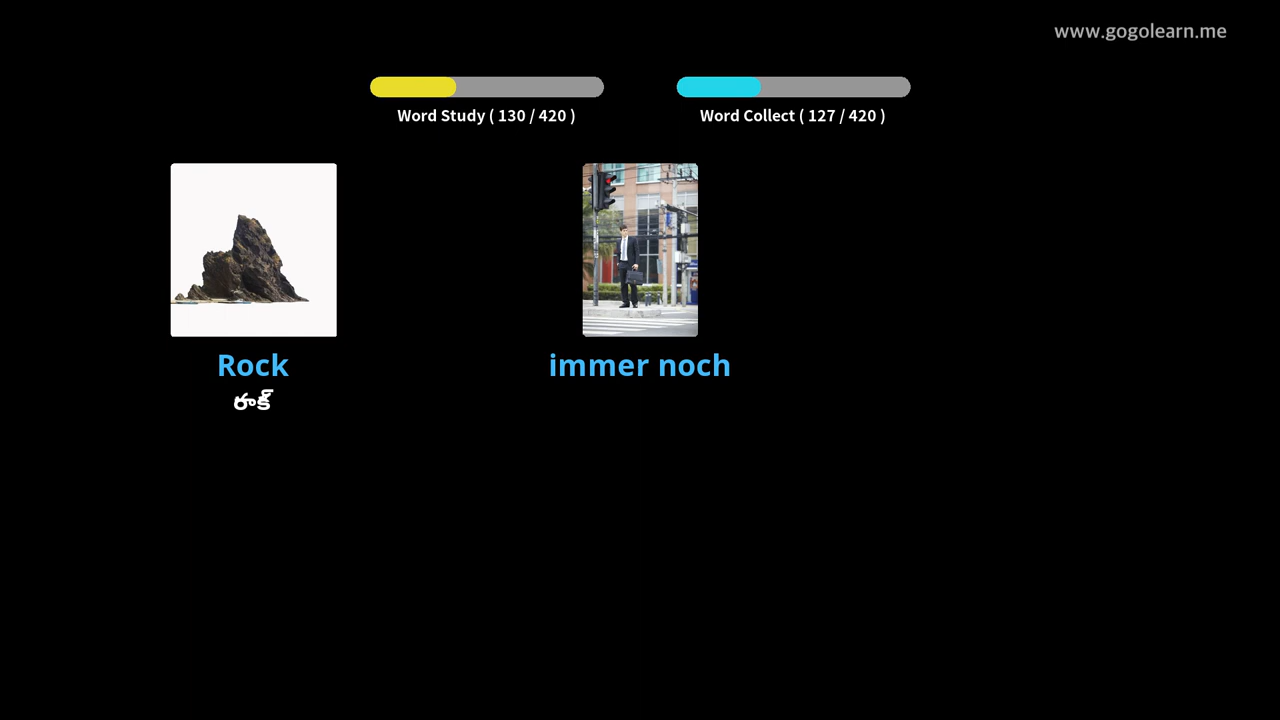 www.gogolearn.me
Word Study ( 130 / 420 )
Word Collect ( 127 / 420 )
Rock
immer noch
రూక్